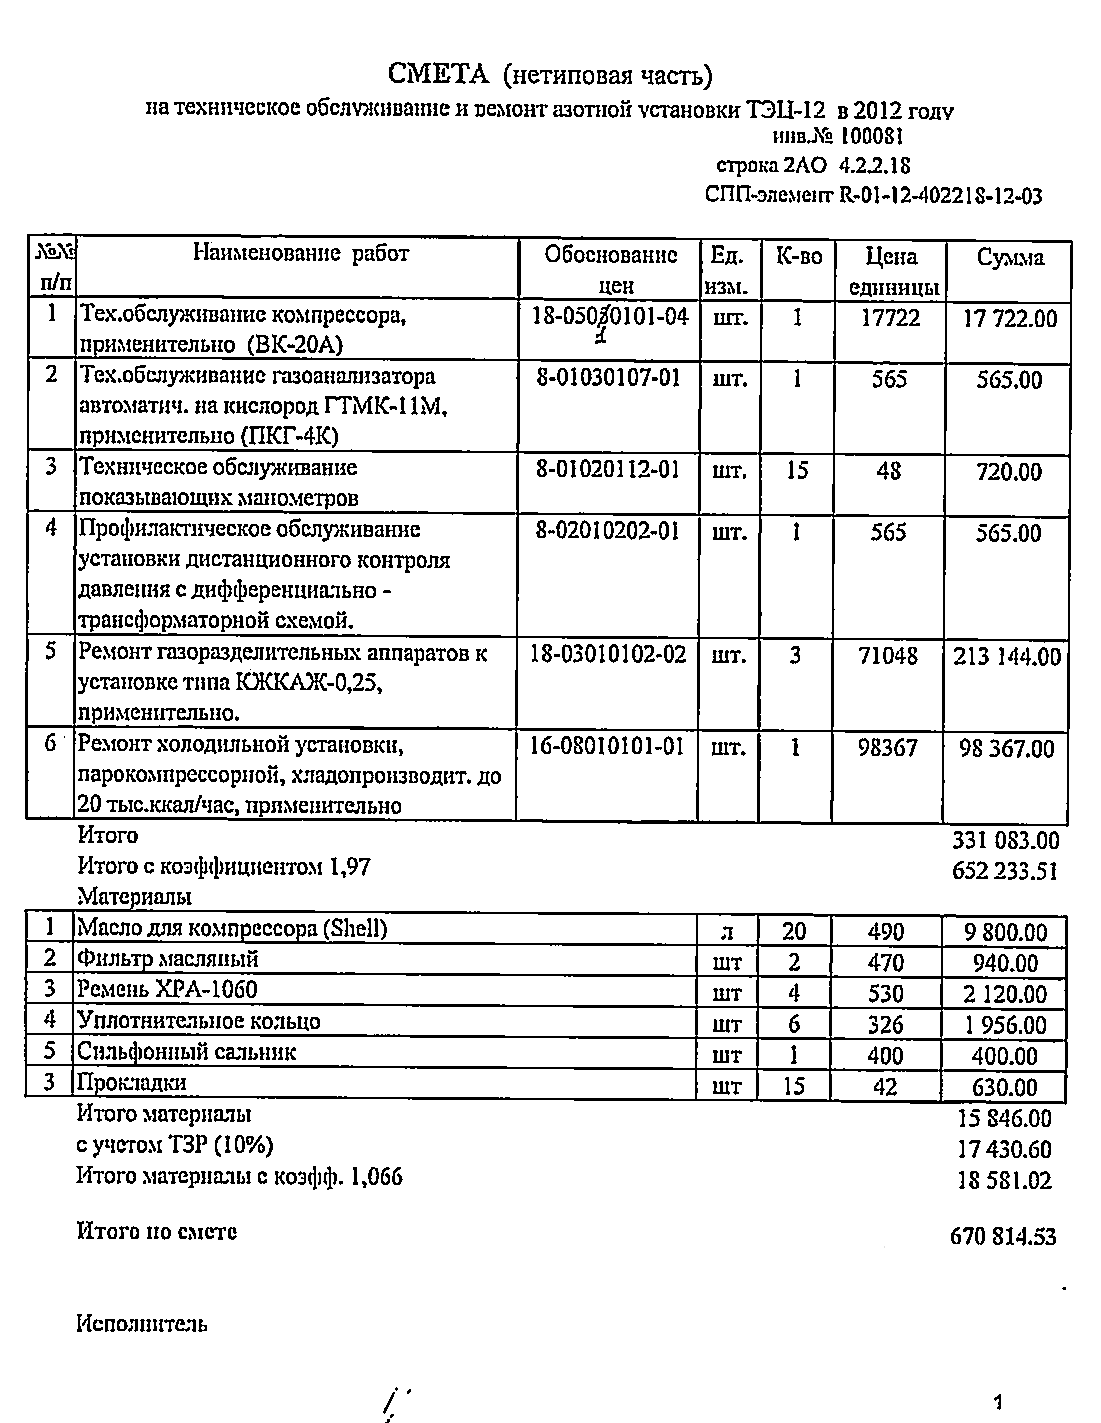 СМЕТА (нетиповая часть)
на техническое обслуживание и ремонт азотной установки ТЭЦ-12 в 2012 году
инв.№ 100081
строка 2АО 4.2.2.18
СПП-элемент R-01-12-402218-12-03
№№ п/п Наименование работ Обоснование цен Ед. изм. К-во Цена единицы Сумма
1 Тех.обслуживание компрессора, 18-050 0101-04 шт. 1 17722 17 722.00
применительно (ВК-20А) 1
2 Тех.обслуживание газоанализатора 8-01030107-01 шт. 1 565 565.00
автоматич. на кислород ГТМК-11М,
применительно (ПКГ-4К)
3 Техническое обслуживание 8-01020112-01 шт. 15 48 720.00
показывающих манометров
4 Профилактическое обслуживание 8-02010202-01 шт. 1 565 565.00
установки дистанционного контроля
давления с дифференциально -
трансформаторной схемой.
5 Ремонт газоразделительных аппаратов к 18-03010102-02 шт. 3 71048 213 144.00
установке типа КЖКАЖ-0,25,
применительно.
6 Ремонт холодильной установки, 16-08010101-01 шт. 1 98367 98 367.00
парокомпрессорной, хладопроизводит. до
20 тыс.ккал/час, применительно
Итого 331 083.00
Итого с коэффициентом 1,97 652 233.51
Материалы
1 Масло для компрессора (Shell) л 20 490 9 800.00
2 Фильтр масляный шт 2 470 940.00
3 Ремень ХРА-1060 шт 4 530 2 120.00
4 Уплотнительное кольцо шт 6 326 1 956.00
5 Сильфонный сальник шт 1 400 400.00
3 Прокладки шт 15 42 630.00
Итого материалы 15 846.00
с учетом ТЗР (10%) 17 430.60
Итого материалы с коэфф. 1,066 18 581.02
Итого по смете 670 814.53
Исполнитель
1